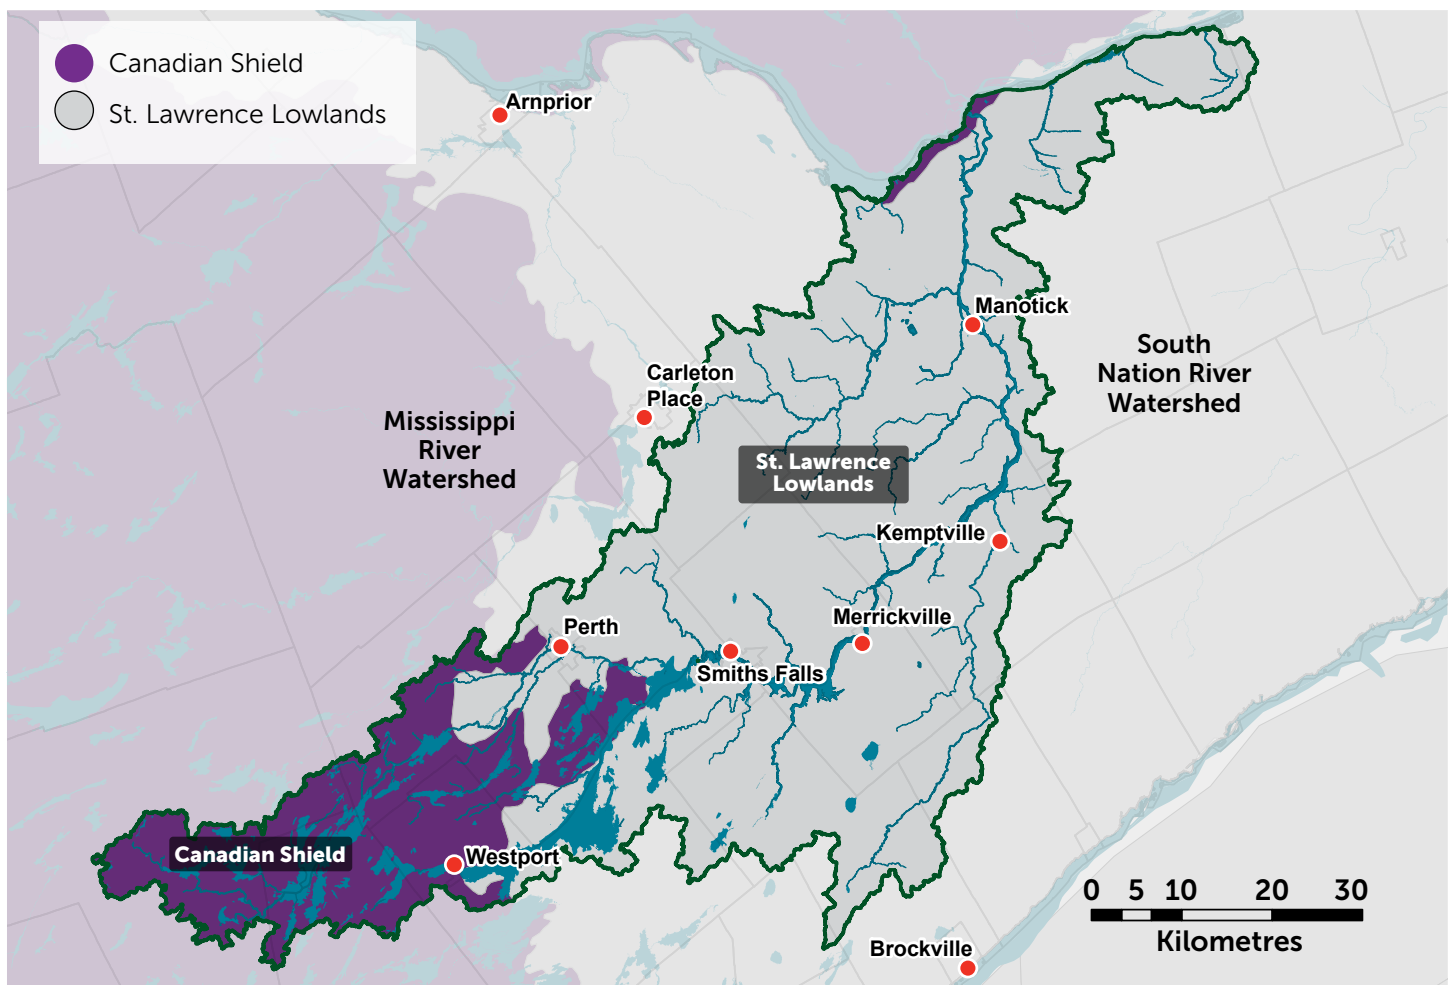 Canadian Shield
St. Lawrence Lowlands
Arnprior
Manotick
South
Nation River
Watershed
Carleton
Place
Mississippi
River
Watershed
St. Lawrence
Lowlands
Kemptville
Merrickville
Perth
Smiths Falls
Canadian Shield
Westport
0 5 10 20 30
Kilometres
Brockville